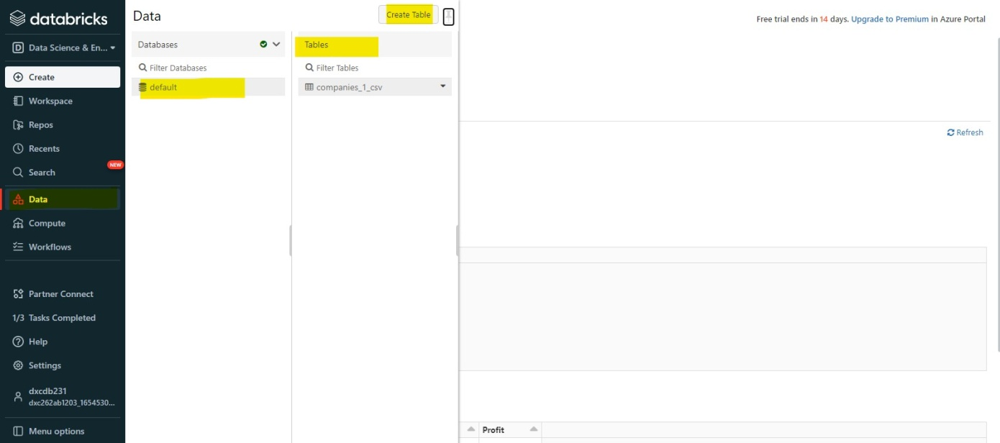 databricks
Data Science & En...
Create
Workspace
Repos
Recents
Search
NEW
Data
Compute
Workflows
Partner Connect
1/3 Tasks Completed
Help
Settings
dxcdb231
dxc262ab1203_1654530...
Menu options
Data
Create Table
Databases
Filter Databases
default
Tables
Filter Tables
companies_1_csv
Free trial ends in 14 days. Upgrade to Premium in Azure Portal
Refresh
Profit